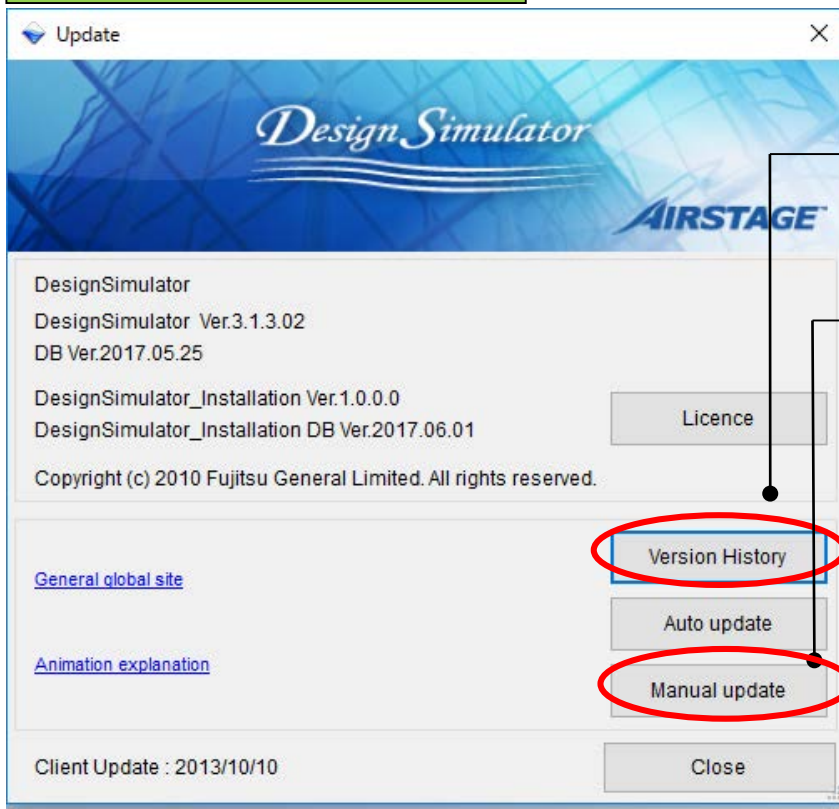 Update
Design Simulator
AIRSTAGE™
DesignSimulator
DesignSimulator Ver.3.1.3.02
DB Ver.2017.05.25
DesignSimulator_Installation Ver.1.0.0.0
DesignSimulator_Installation DB Ver.2017.06.01
Licence
Copyright (c) 2010 Fujitsu General Limited. All rights reserved.
Version History
General global site
Auto update
Animation explanation
Manual update
Client Update : 2013/10/10
Close